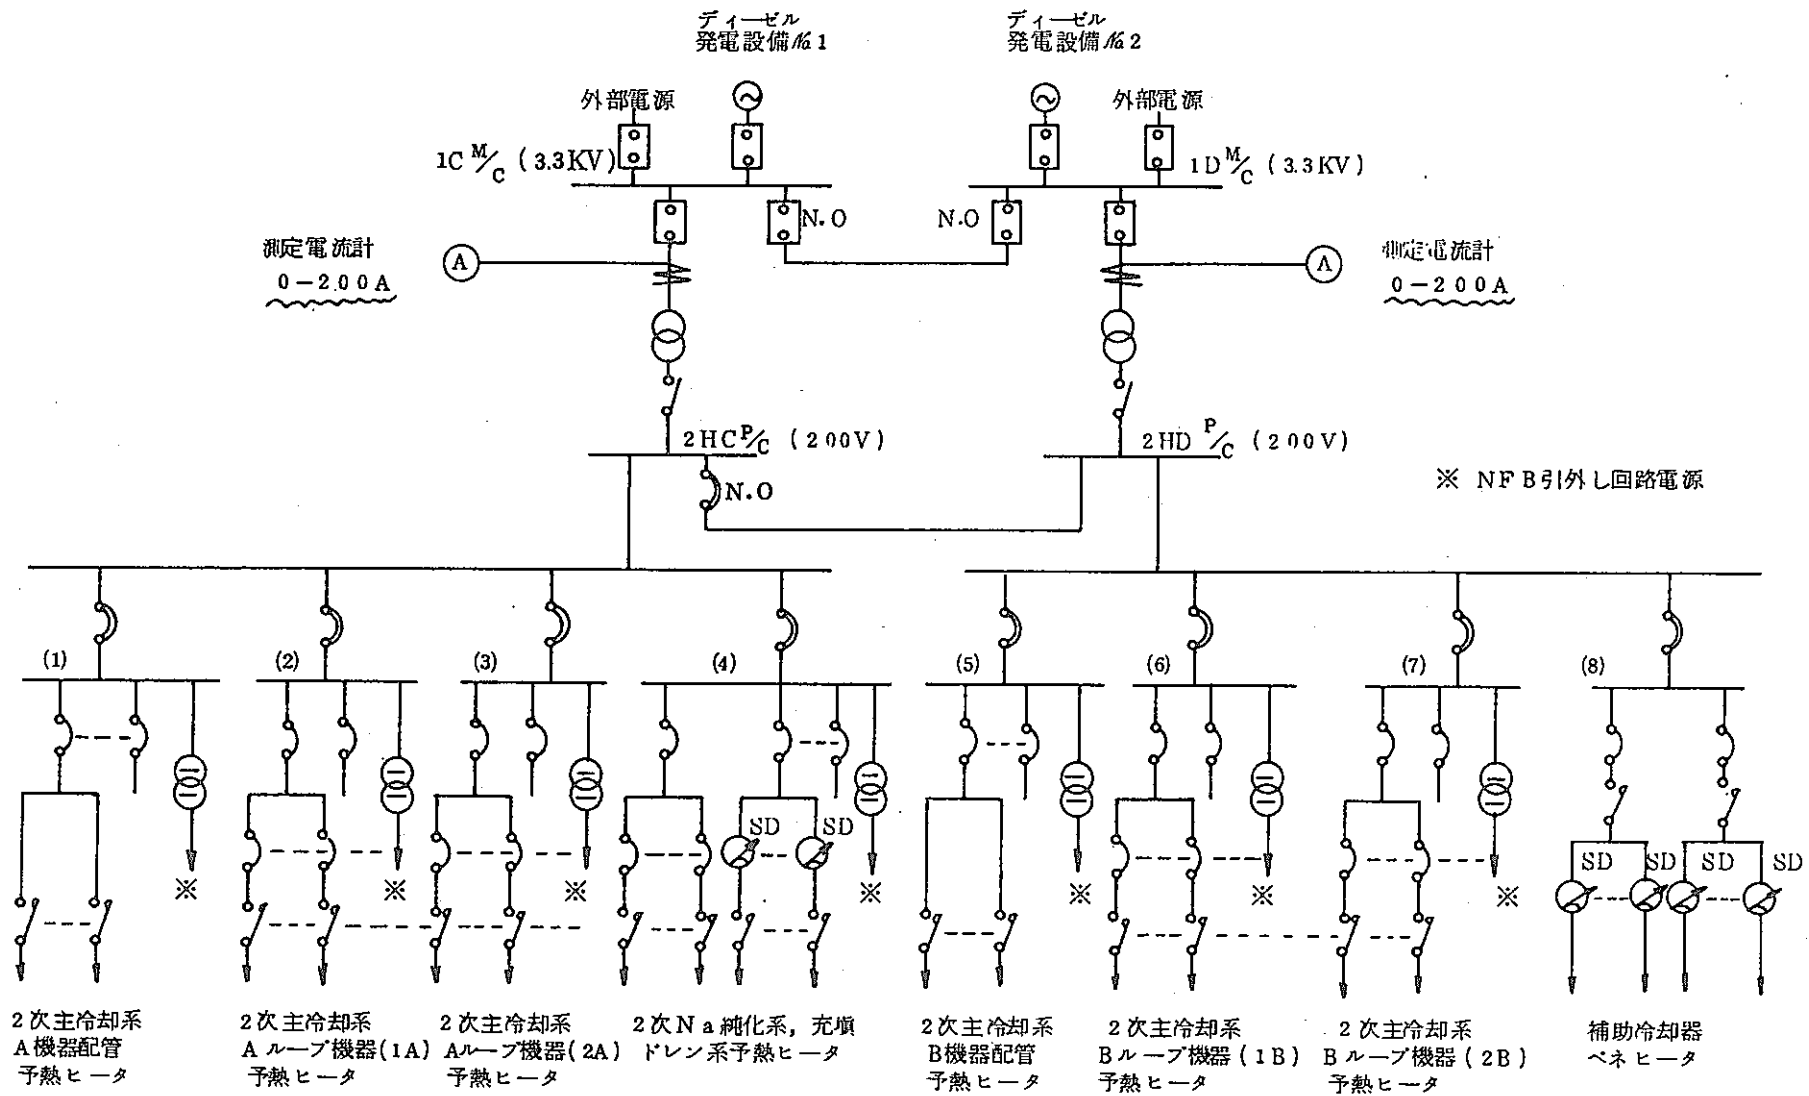 ディーゼル
発電設備№1
ディーゼル
発電設備№2
外部電源
外部電源
1C M/C (3.3KV)
1D M/C (3.3KV)
N.O
N.O
測定電流計
0-200A
A
A
測定電流計
0-200A
2HC P/C (200V)
2HD P/C (200V)
N.O
※ NFB引外し回路電源
(1)
(2)
(3)
(4)
(5)
(6)
(7)
(8)
SD
SD
SD
SD
SD
SD
※
※
※
※
※
※
※
2次主冷却系
A機器配管
予熱ヒータ
2次主冷却系
Aループ機器(1A)
予熱ヒータ
2次主冷却系
Aループ機器(2A)
予熱ヒータ
2次Na純化系,充填
ドレン系予熱ヒータ
2次主冷却系
B機器配管
予熱ヒータ
2次主冷却系
Bループ機器(1B)
予熱ヒータ
2次主冷却系
Bループ機器(2B)
予熱ヒータ
補助冷却器
ペネヒータ